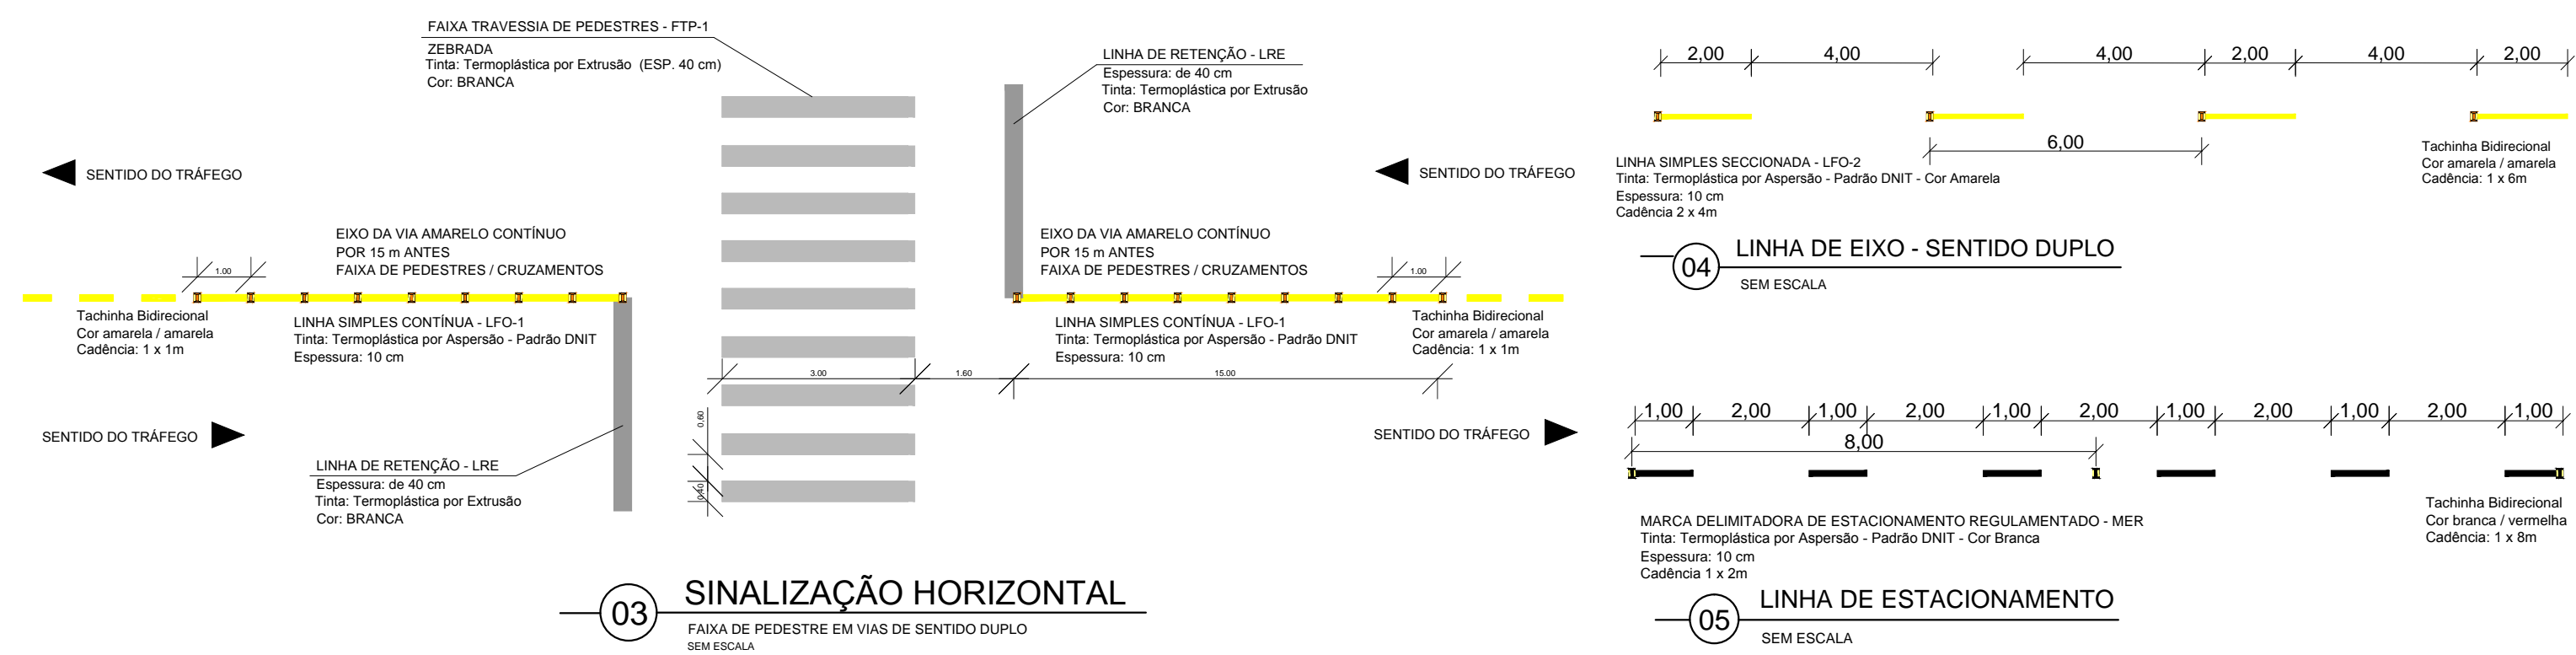 FAIXA TRAVESSIA DE PEDESTRES - FTP-1
ZEBRADA
Tinta: Termoplástica por Extrusão (ESP. 40 cm)
Cor: BRANCA
LINHA DE RETENÇÃO - LRE
Espessura: de 40 cm
Tinta: Termoplástica por Extrusão
Cor: BRANCA
SENTIDO DO TRÁFEGO
SENTIDO DO TRÁFEGO
EIXO DA VIA AMARELO CONTÍNUO
POR 15 m ANTES
FAIXA DE PEDESTRES / CRUZAMENTOS
EIXO DA VIA AMARELO CONTÍNUO
POR 15 m ANTES
FAIXA DE PEDESTRES / CRUZAMENTOS
1.00
1.00
Tachinha Bidirecional
Cor amarela / amarela
Cadência: 1 x 1m
LINHA SIMPLES CONTÍNUA - LFO-1
Tinta: Termoplástica por Aspersão - Padrão DNIT
Espessura: 10 cm
LINHA SIMPLES CONTÍNUA - LFO-1
Tinta: Termoplástica por Aspersão - Padrão DNIT
Espessura: 10 cm
Tachinha Bidirecional
Cor amarela / amarela
Cadência: 1 x 1m
3.00 1.60 15.00
0.60
0.40
SENTIDO DO TRÁFEGO
SENTIDO DO TRÁFEGO
LINHA DE RETENÇÃO - LRE
Espessura: de 40 cm
Tinta: Termoplástica por Extrusão
Cor: BRANCA
03 SINALIZAÇÃO HORIZONTAL
FAIXA DE PEDESTRE EM VIAS DE SENTIDO DUPLO
SEM ESCALA
2,00 4,00 4,00 2,00 4,00 2,00
6,00
LINHA SIMPLES SECCIONADA - LFO-2
Tinta: Termoplástica por Aspersão - Padrão DNIT - Cor Amarela
Espessura: 10 cm
Cadência 2 x 4m
Tachinha Bidirecional
Cor amarela / amarela
Cadência: 1 x 6m
04 LINHA DE EIXO - SENTIDO DUPLO
SEM ESCALA
1,00 2,00 1,00 2,00 1,00 2,00 1,00 2,00 1,00 2,00 1,00
8,00
MARCA DELIMITADORA DE ESTACIONAMENTO REGULAMENTADO - MER
Tinta: Termoplástica por Aspersão - Padrão DNIT - Cor Branca
Espessura: 10 cm
Cadência 1 x 2m
Tachinha Bidirecional
Cor branca / vermelha
Cadência: 1 x 8m
05 LINHA DE ESTACIONAMENTO
SEM ESCALA